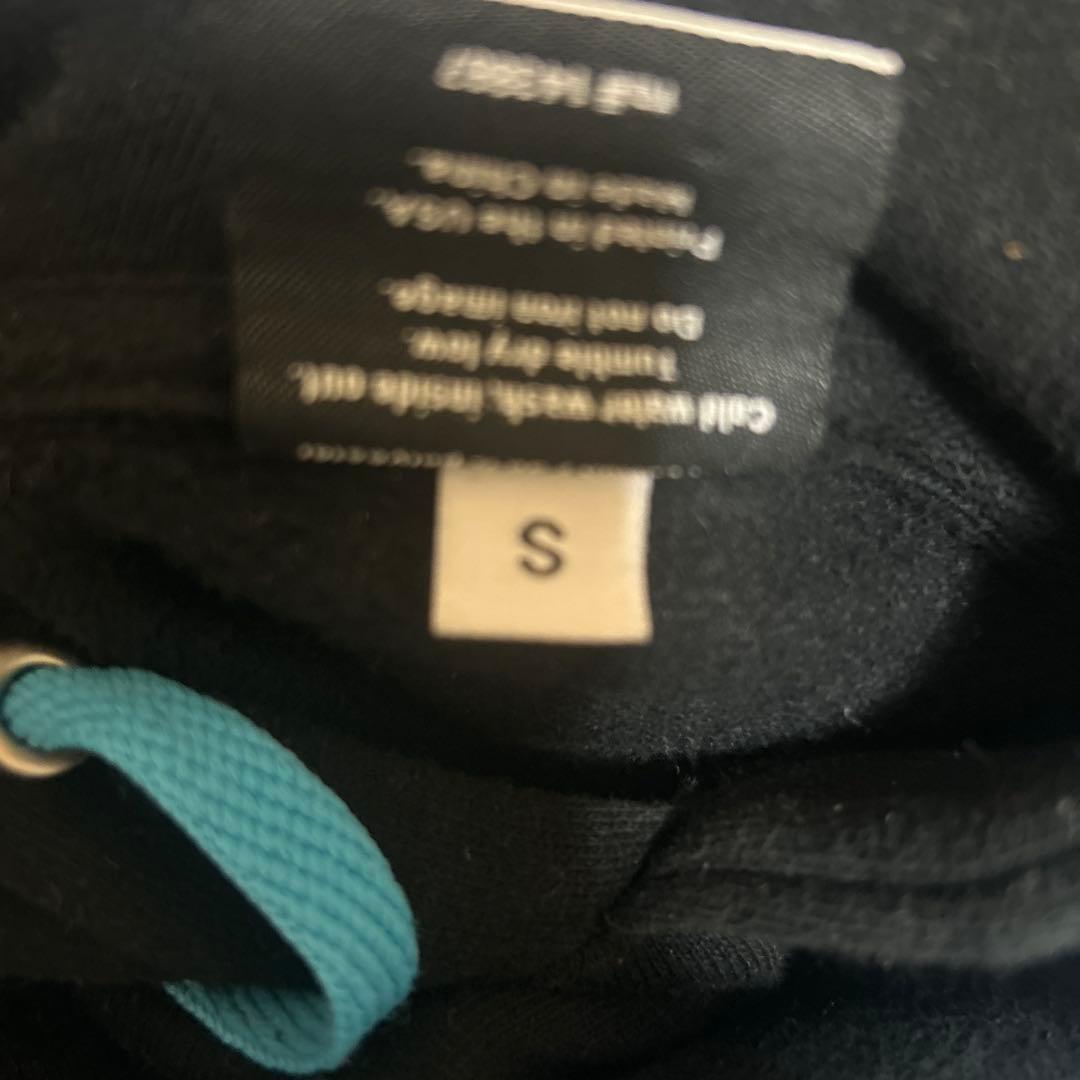 Cold water wash, inside out.
Tumble dry low.
Do not iron image.
Printed in the USA.
Made in China.
S